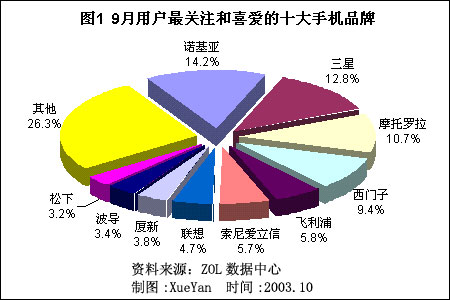 图1 9月用户最关注和喜爱的十大手机品牌
诺基亚
14.2%
三星
12.8%
摩托罗拉
10.7%
西门子
9.4%
飞利浦
5.8%
索尼爱立信
5.7%
联想
4.7%
厦新
3.8%
波导
3.4%
松下
3.2%
其他
26.3%
资料来源：ZOL 数据中心
制图 :XueYan 时间 :2003.10